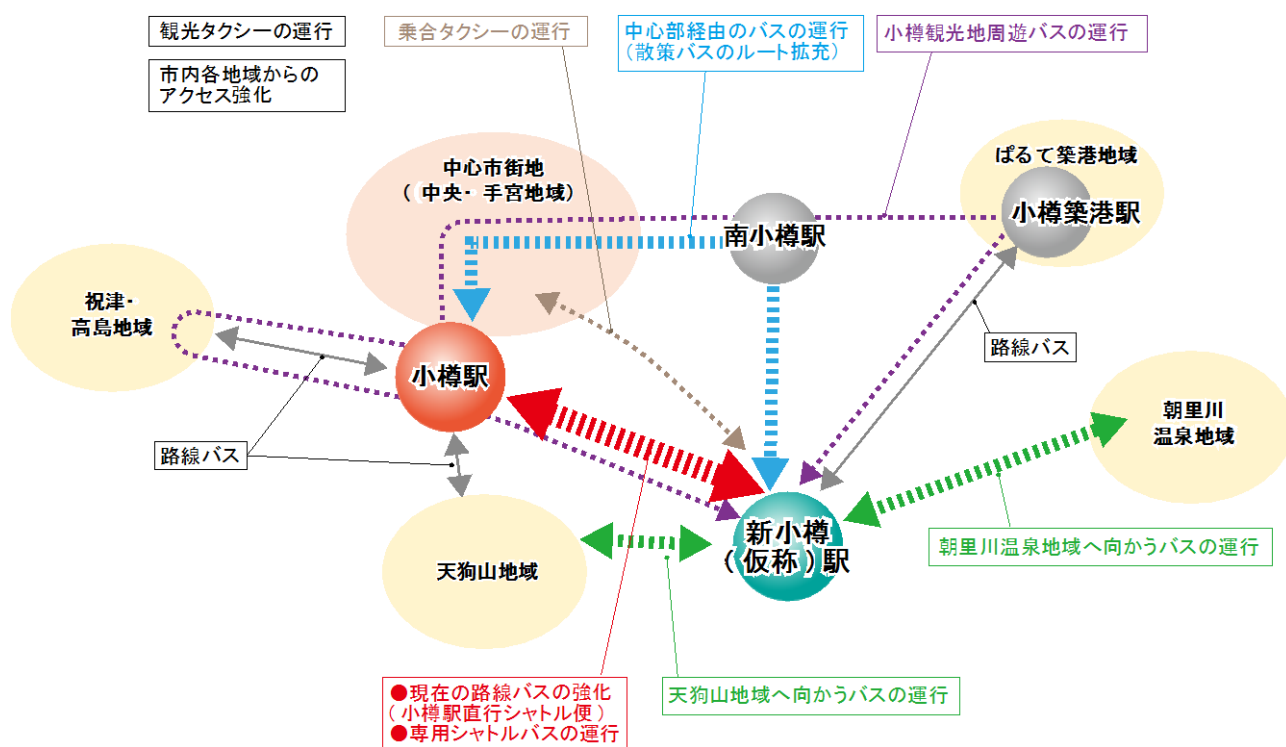 観光タクシーの運行
乗合タクシーの運行
中心部経由のバスの運行
(散策バスのルート拡充)
小樽観光地周遊バスの運行
市内各地域からの
アクセス強化
中心市街地
(中央・手宮地域)
ぱるて築港地域
小樽築港駅
南小樽駅
祝津・
高島地域
路線バス
小樽駅
朝里川
温泉地域
路線バス
新小樽
(仮称)駅
天狗山地域
朝里川温泉地域へ向かうバスの運行
●現在の路線バスの強化
(小樽駅直行シャトル便)
●専用シャトルバスの運行
天狗山地域へ向かうバスの運行